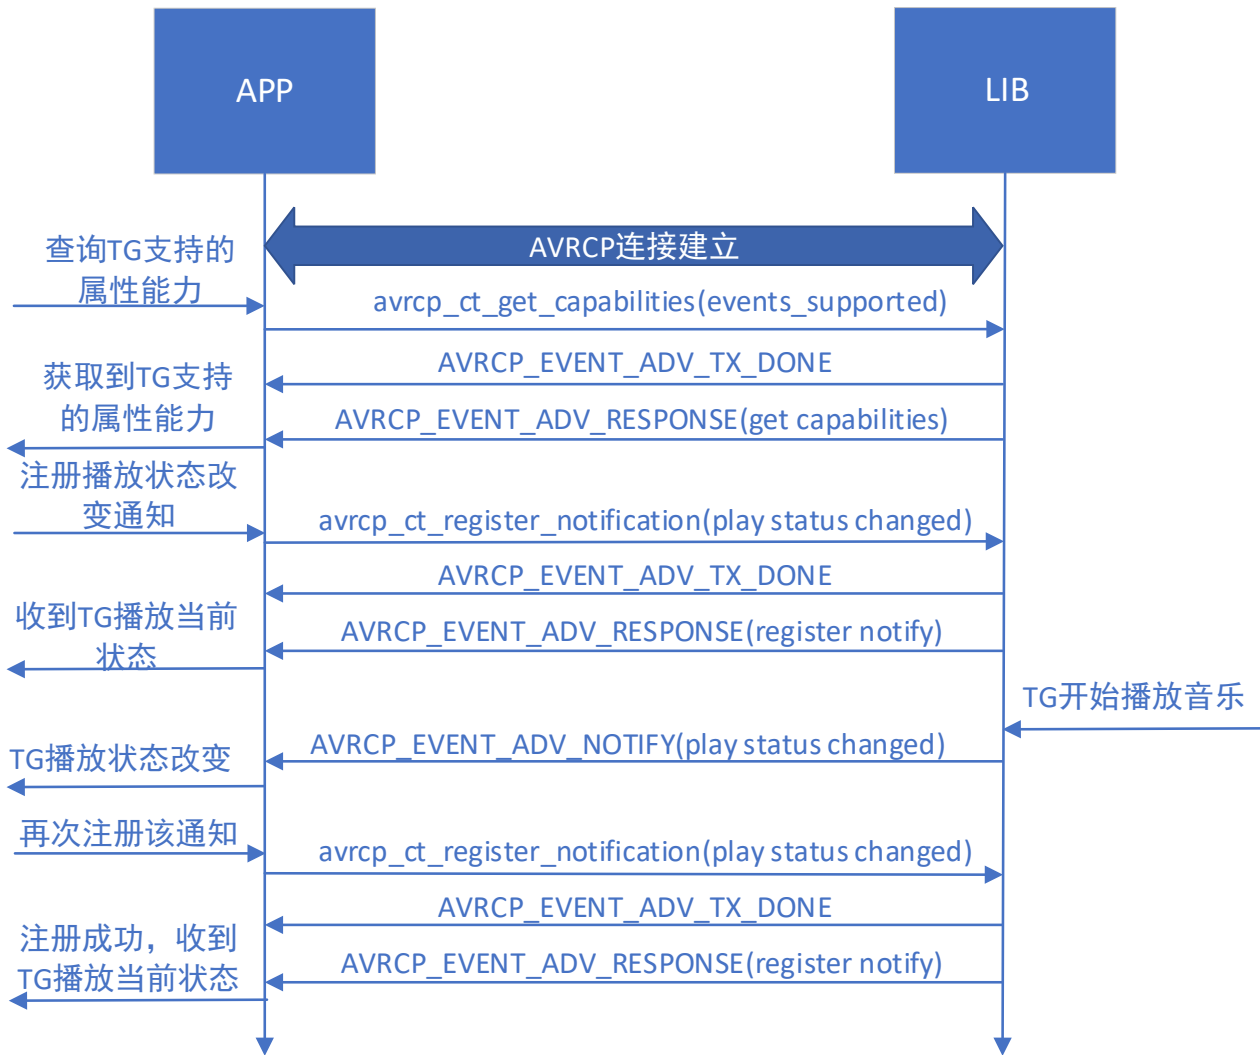 APP
LIB
AVRCP连接建立
查询TG支持的
属性能力
avrcp_ct_get_capabilities(events_supported)
AVRCP_EVENT_ADV_TX_DONE
获取到TG支持
的属性能力
AVRCP_EVENT_ADV_RESPONSE(get capabilities)
注册播放状态改
变通知
avrcp_ct_register_notification(play status changed)
AVRCP_EVENT_ADV_TX_DONE
收到TG播放当前
状态
AVRCP_EVENT_ADV_RESPONSE(register notify)
TG开始播放音乐
AVRCP_EVENT_ADV_NOTIFY(play status changed)
TG播放状态改变
再次注册该通知
avrcp_ct_register_notification(play status changed)
AVRCP_EVENT_ADV_TX_DONE
注册成功，收到
TG播放当前状态
AVRCP_EVENT_ADV_RESPONSE(register notify)